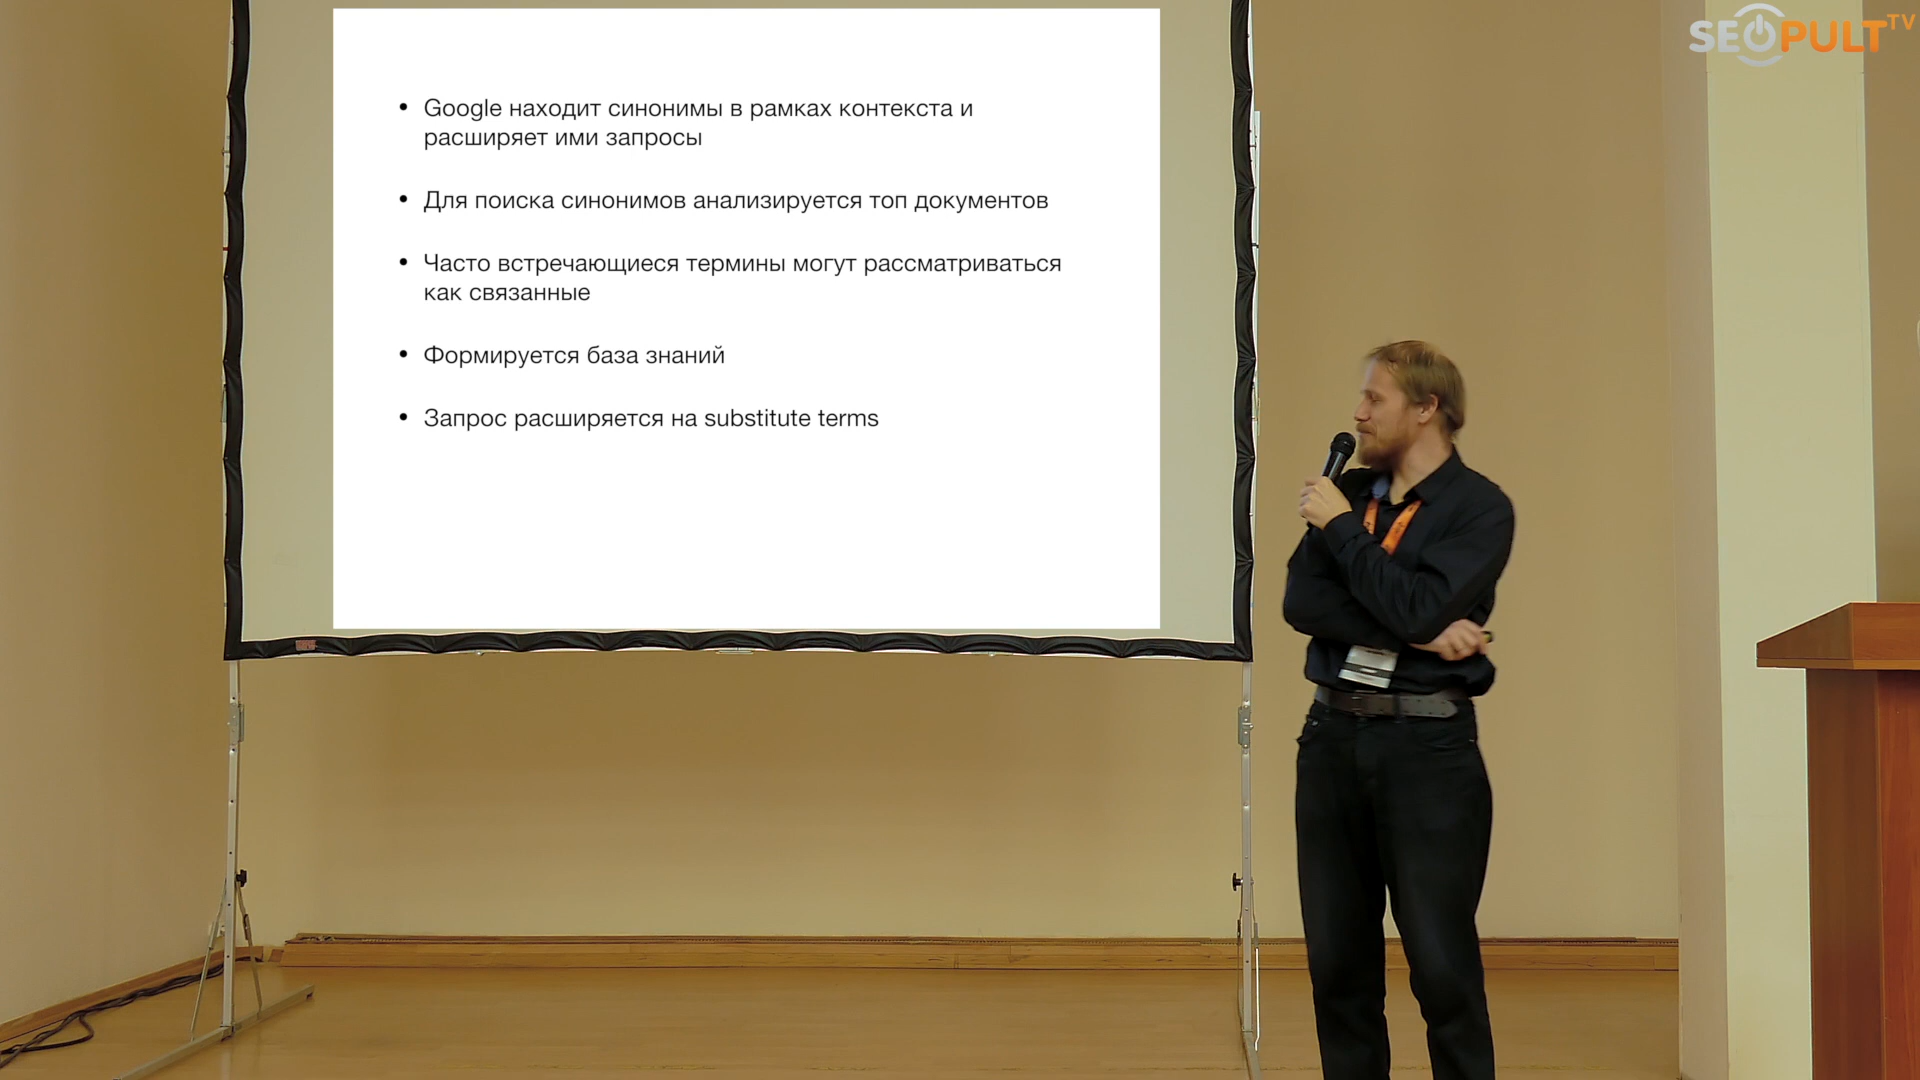 SEOPULT TV
• Google находит синонимы в рамках контекста и
расширяет ими запросы
• Для поиска синонимов анализируется топ документов
• Часто встречающиеся термины могут рассматриваться
как связанные
• Формируется база знаний
• Запрос расширяется на substitute terms